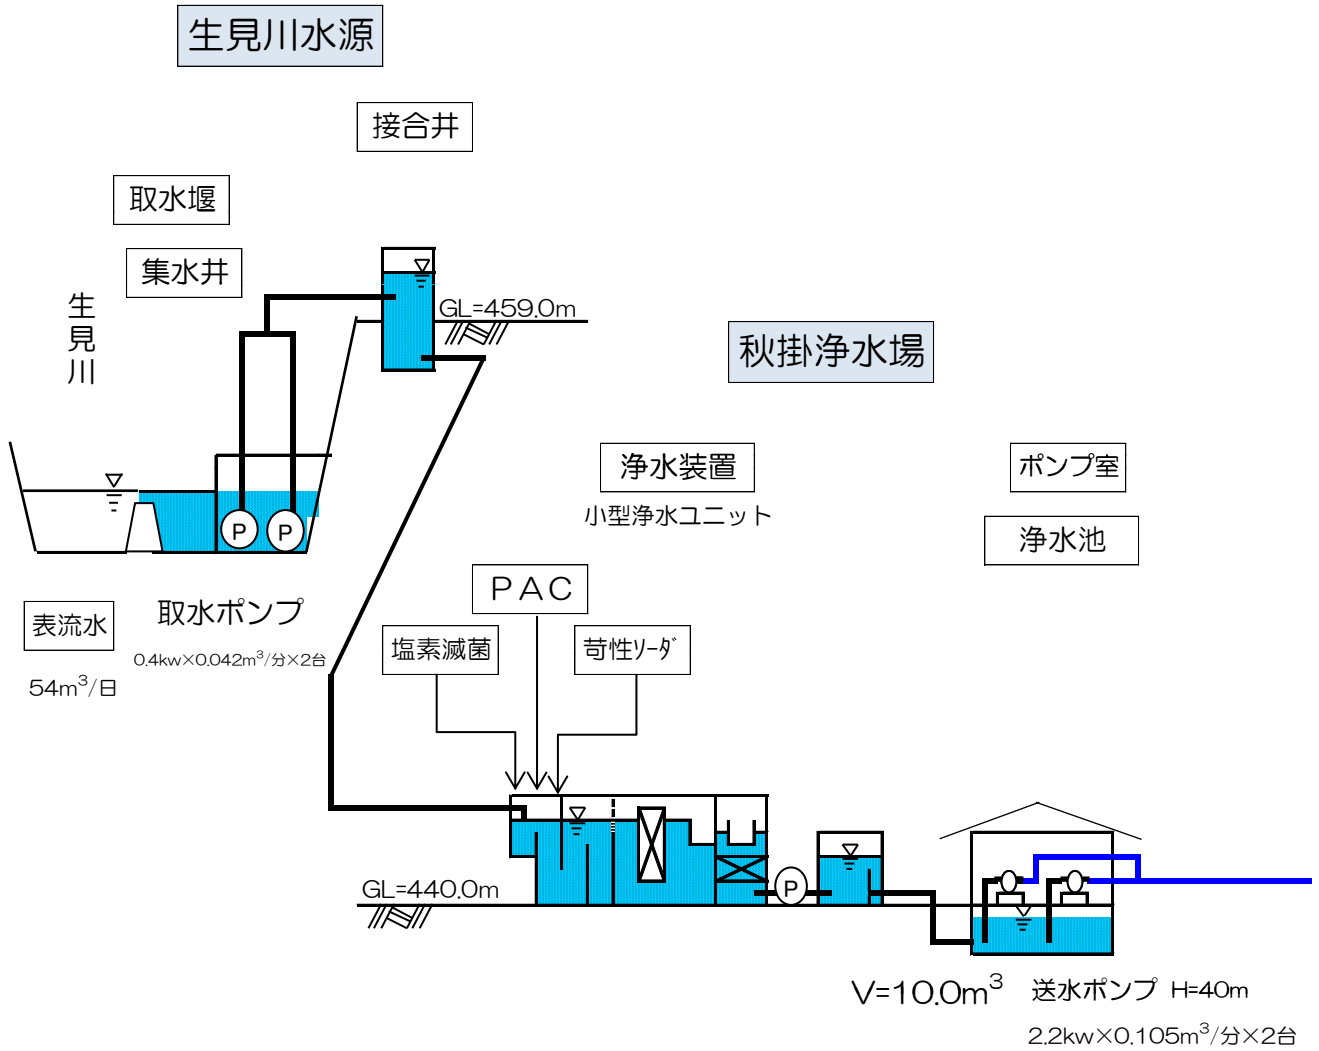 生見川水源
接合井
取水堰
集水井
生見川
GL=459.0m
秋掛浄水場
浄水装置
小型浄水ユニット
ポンプ室
浄水池
P
P
PAC
表流水
取水ポンプ
塩素滅菌
苛性ｿｰﾀﾞ
0.4kw×0.042m³/分×2台
54m³/日
GL=440.0m
P
V=10.0m³
送水ポンプ H=40m
2.2kw×0.105m³/分×2台